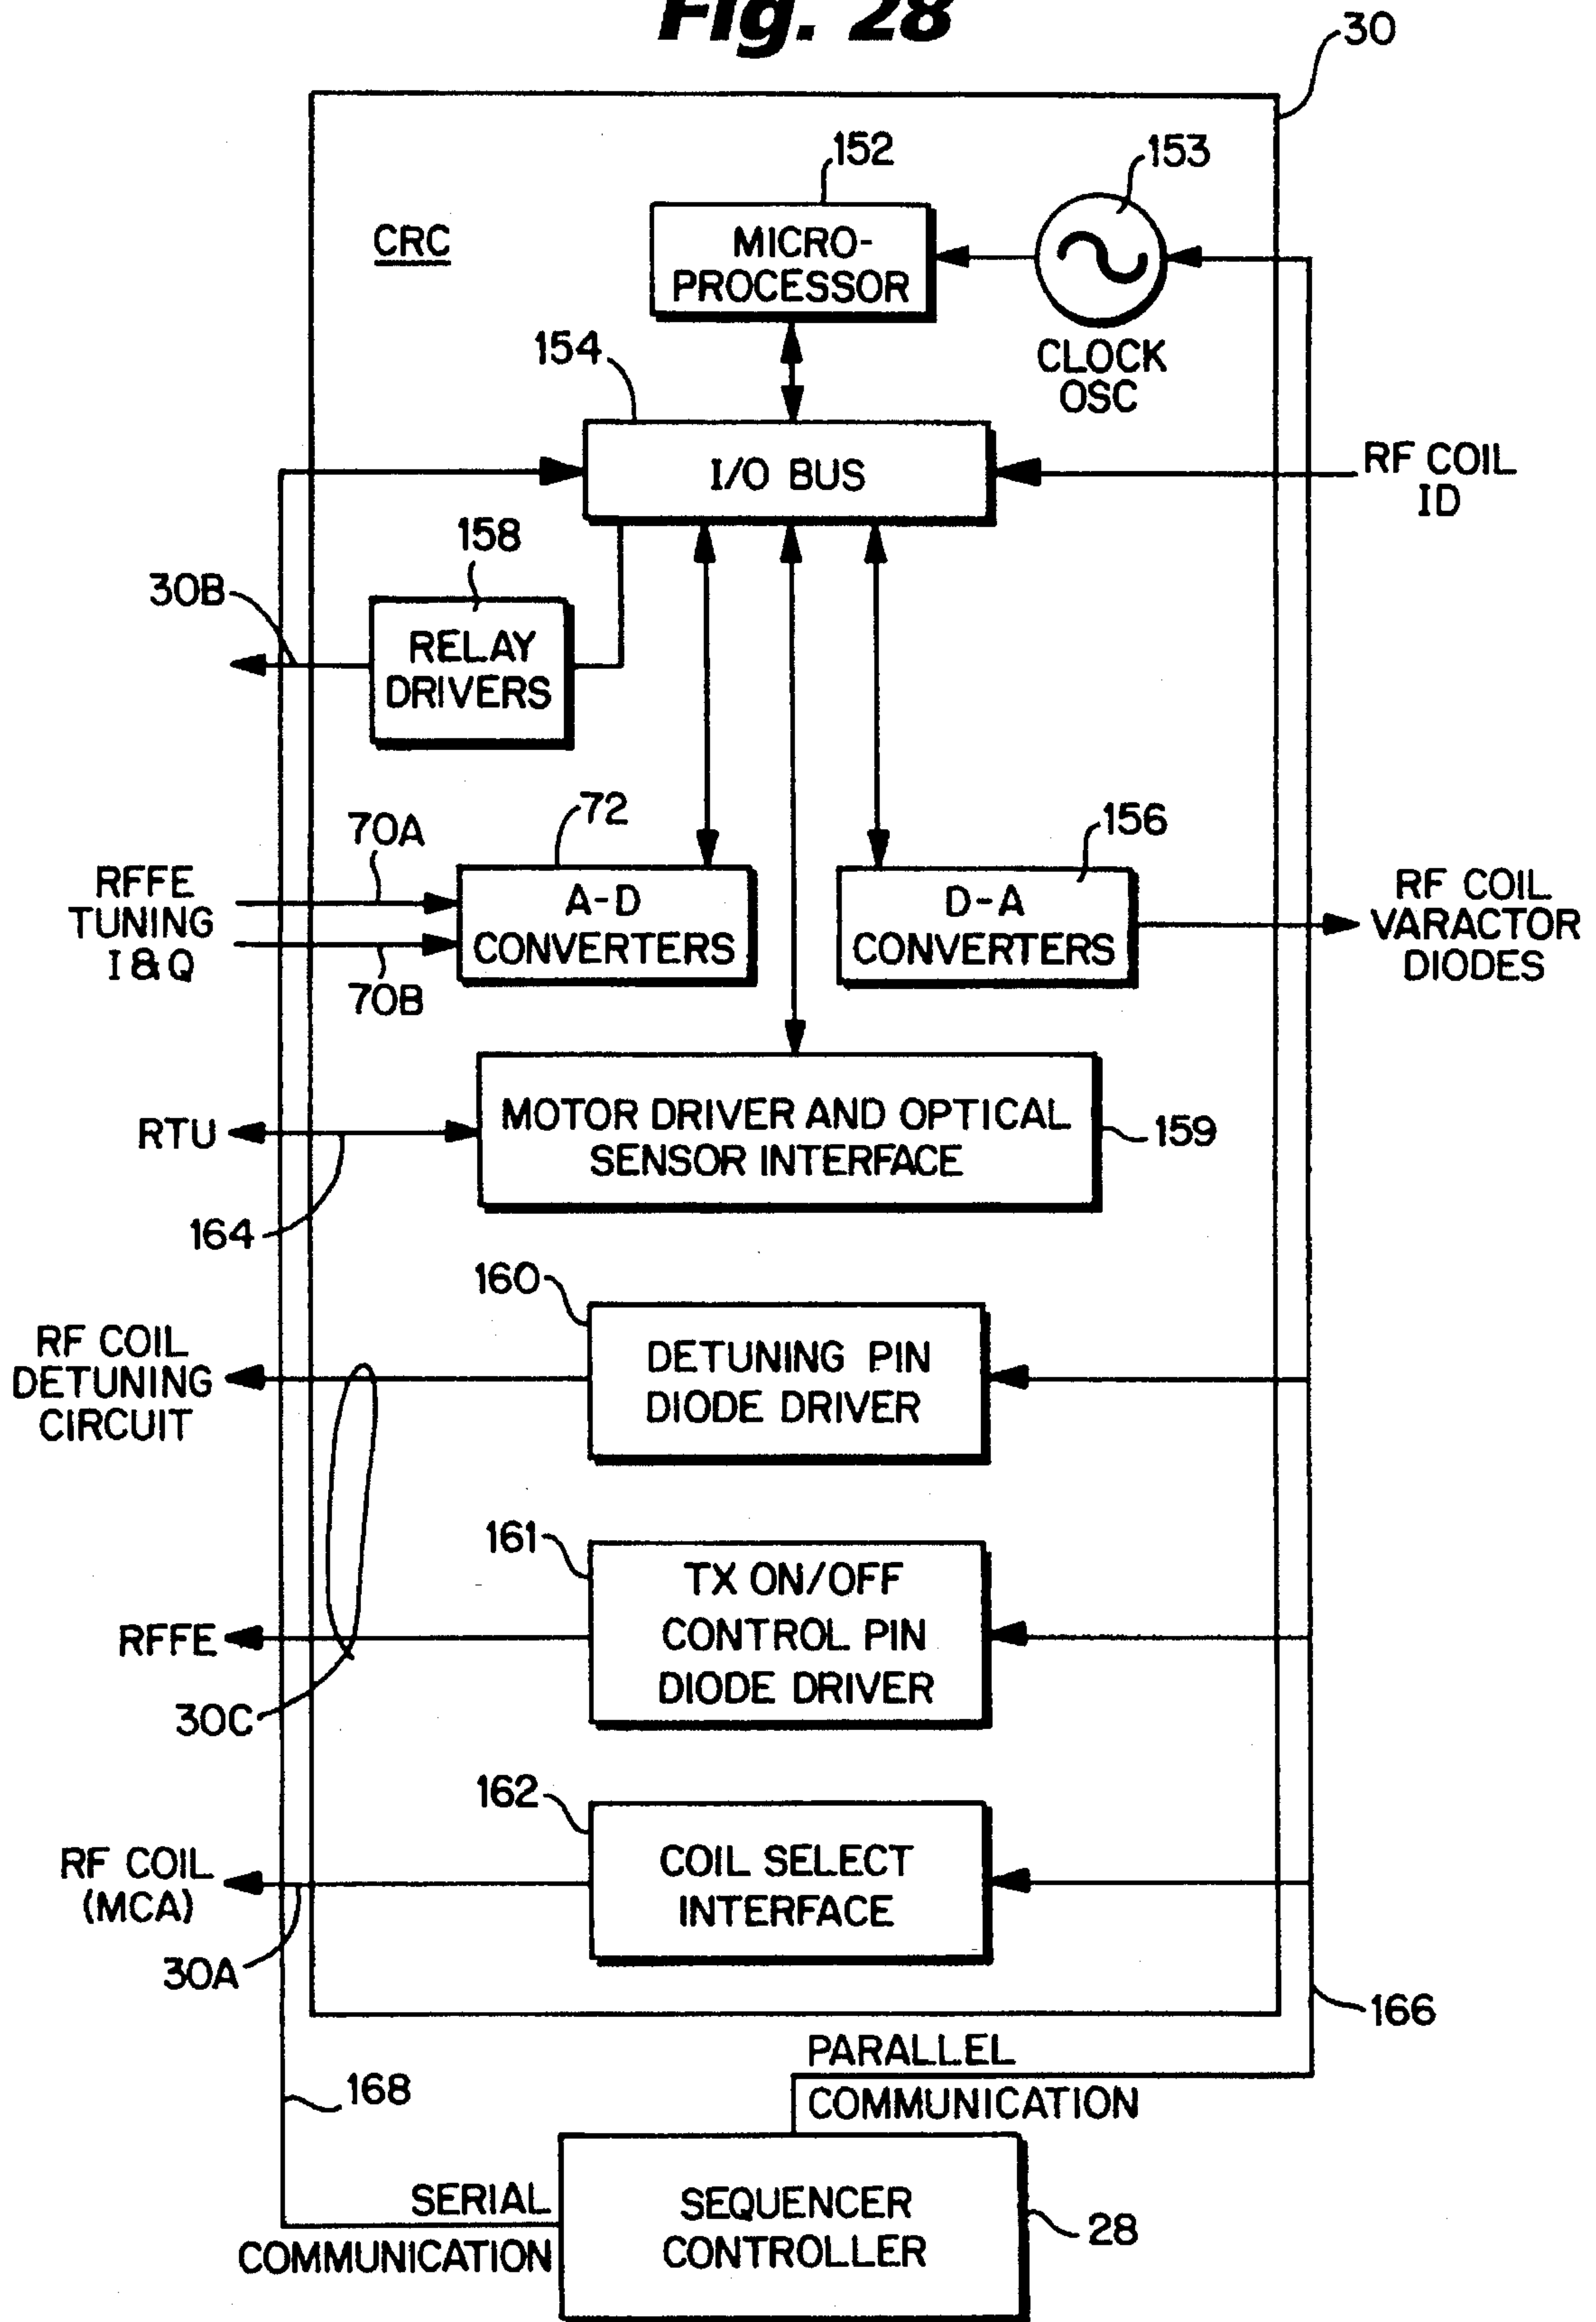 Fig. 28
30
152
153
CRC
MICRO-
PROCESSOR
CLOCK
OSC
154
I/O BUS
RF COIL
ID
158
30B
RELAY
DRIVERS
72
156
70A
RFFE
TUNING
I & Q
70B
A-D
CONVERTERS
D-A
CONVERTERS
RF COIL
VARACTOR
DIODES
RTU
MOTOR DRIVER AND OPTICAL
SENSOR INTERFACE
159
164
160
RF COIL
DETUNING
CIRCUIT
DETUNING PIN
DIODE DRIVER
161
TX ON/OFF
CONTROL PIN
DIODE DRIVER
RFFE
30C
162
RF COIL
(MCA)
COIL SELECT
INTERFACE
30A
166
PARALLEL
COMMUNICATION
168
SERIAL
COMMUNICATION
SEQUENCER
CONTROLLER
28